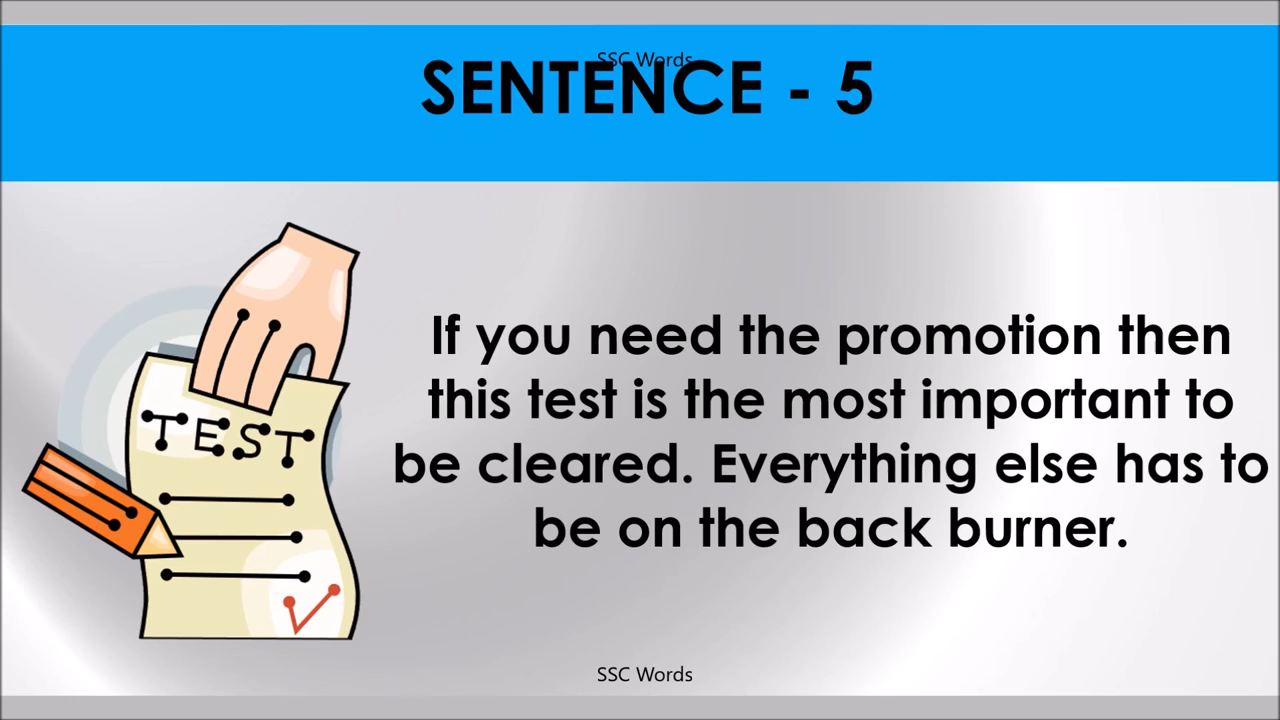 SSC Words
SENTENCE - 5
TEST
If you need the promotion then
this test is the most important to
be cleared. Everything else has to
be on the back burner.
SSC Words